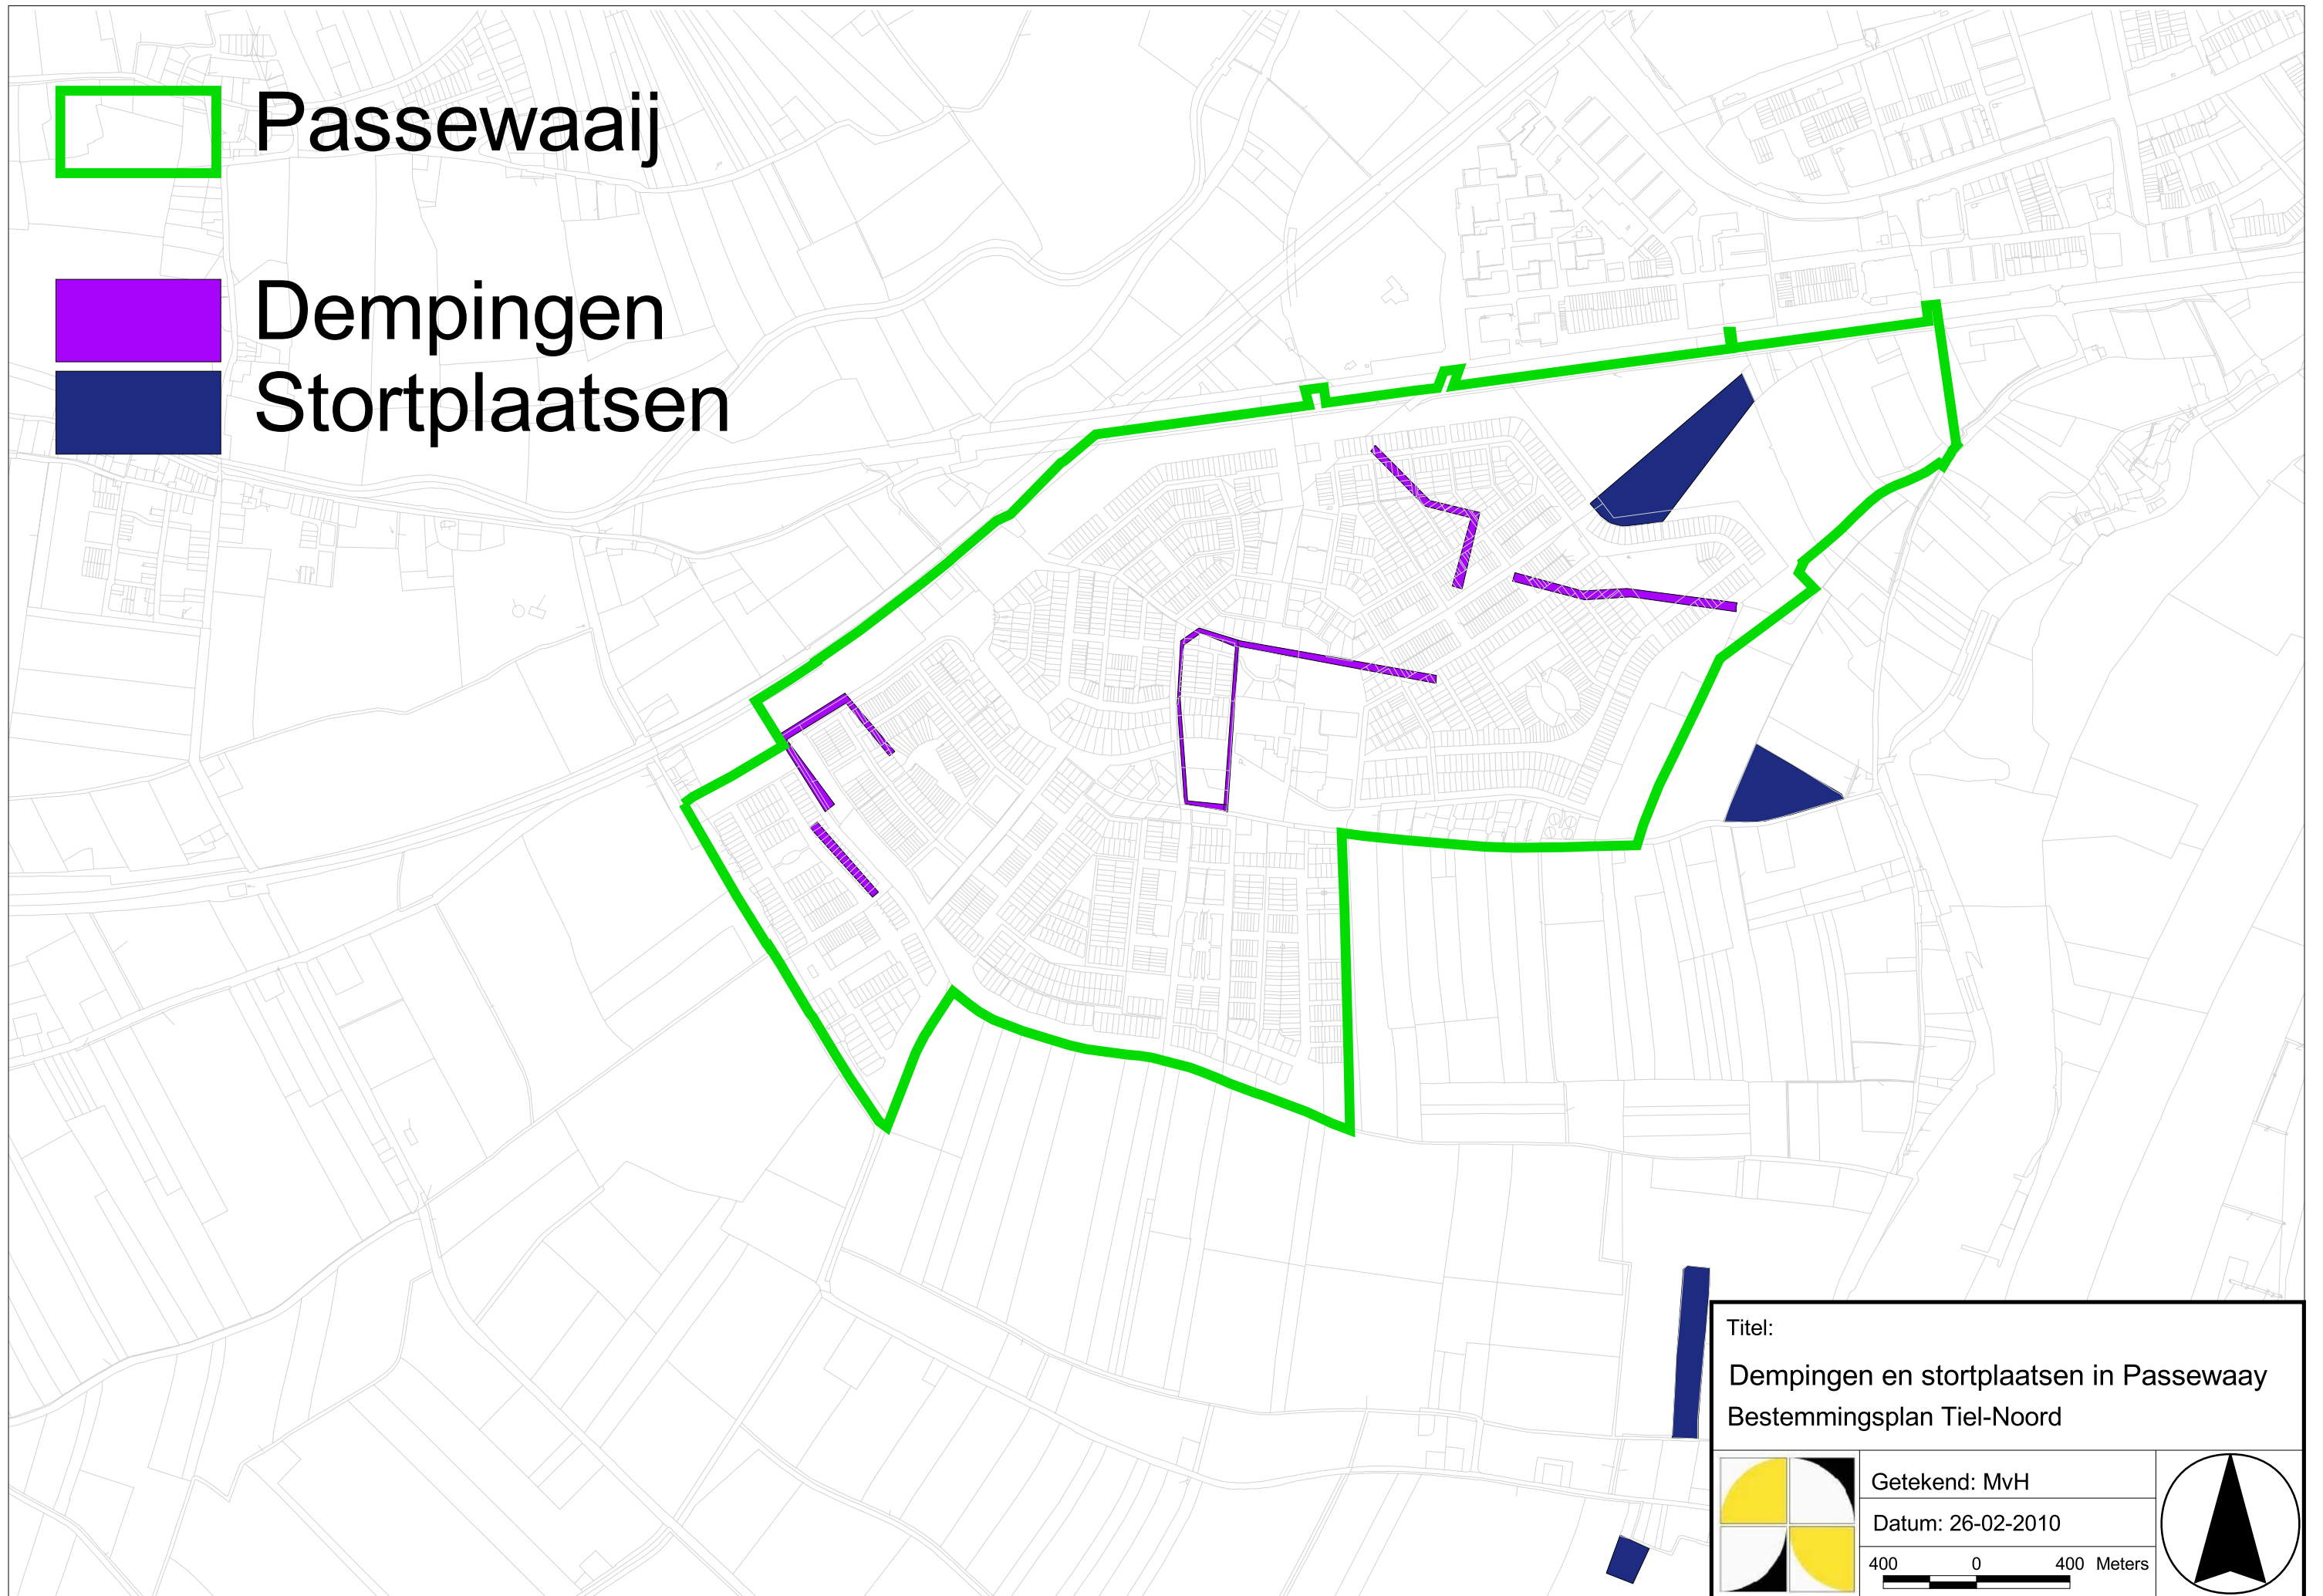 Passewaaij
Dempingen
Stortplaatsen
Titel:
Dempingen en stortplaatsen in Passewaay
Bestemmingsplan Tiel-Noord
Getekend: MvH
Datum: 26-02-2010
400 0 400 Meters